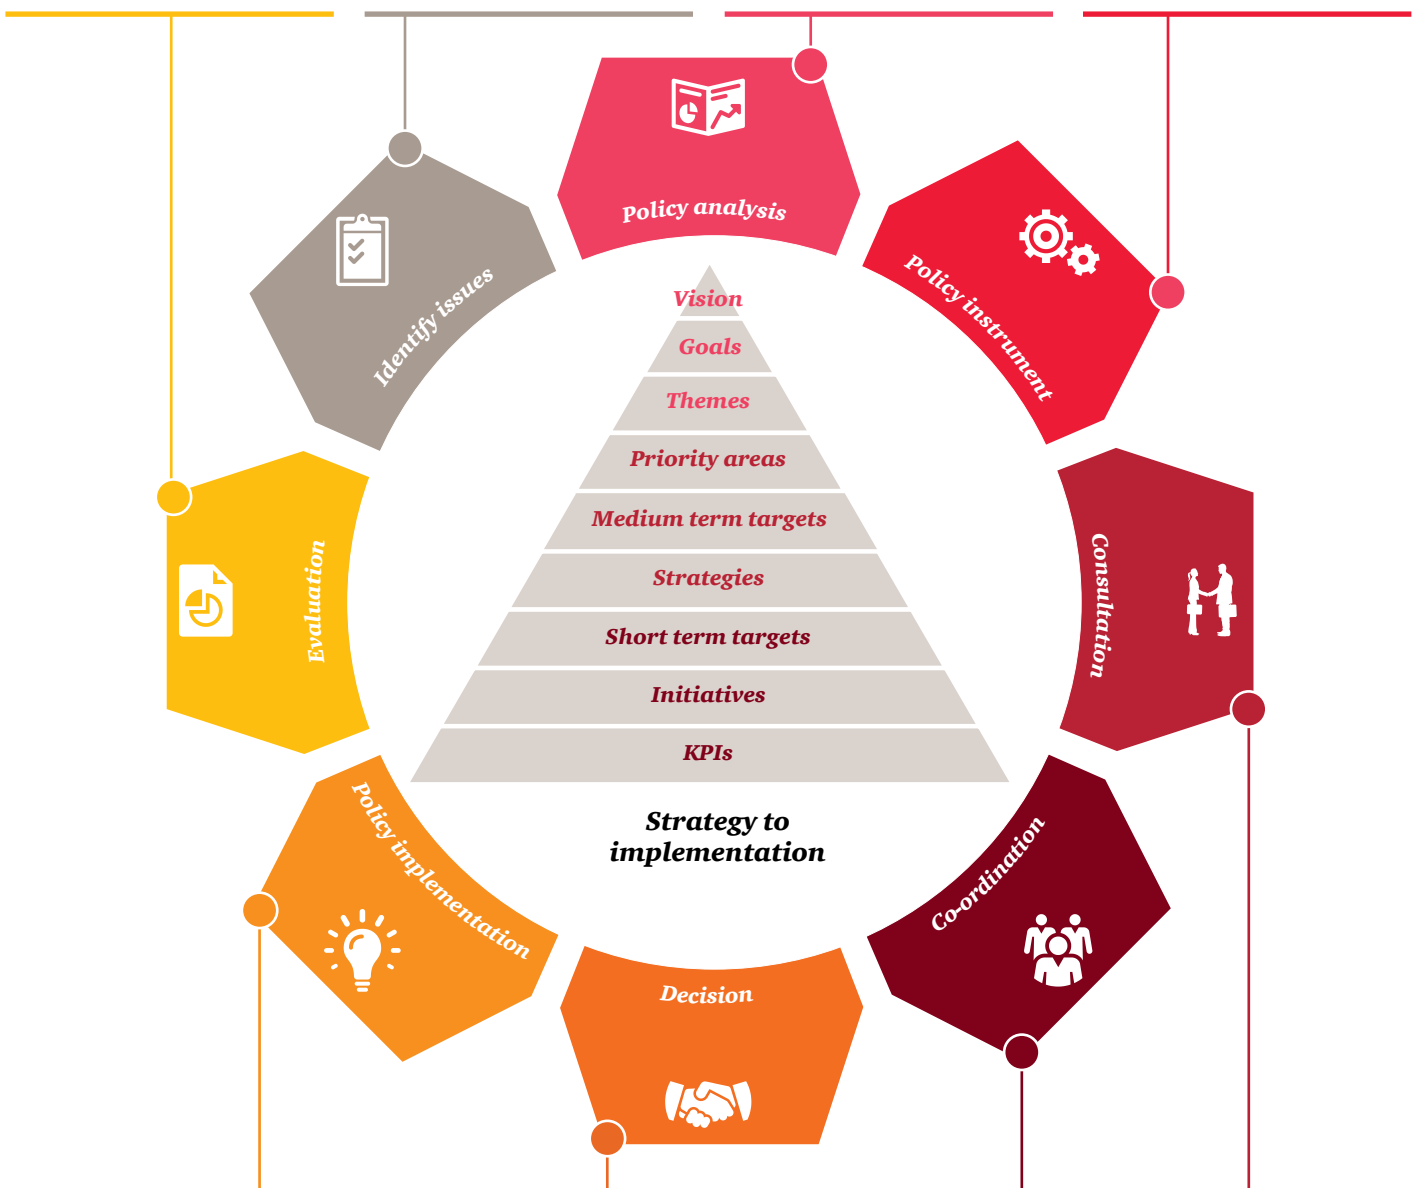 Policy analysis
Policy instrument
Consultation
Co-ordination
Decision
Policy implementation
Evaluation
Identify issues
Vision
Goals
Themes
Priority areas
Medium term targets
Strategies
Short term targets
Initiatives
KPIs
Strategy to
implementation